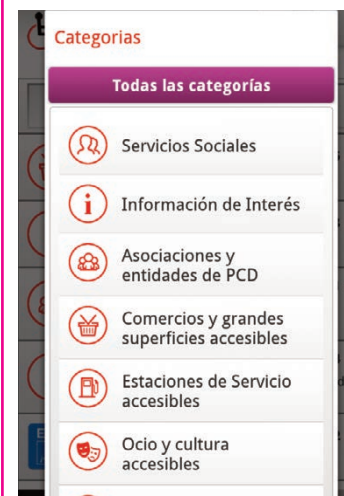 Categorias
Todas las categorías
Servicios Sociales
Información de Interés
Asociaciones y
entidades de PCD
Comercios y grandes
superficies accesibles
Estaciones de Servicio
accesibles
Ocio y cultura
accesibles